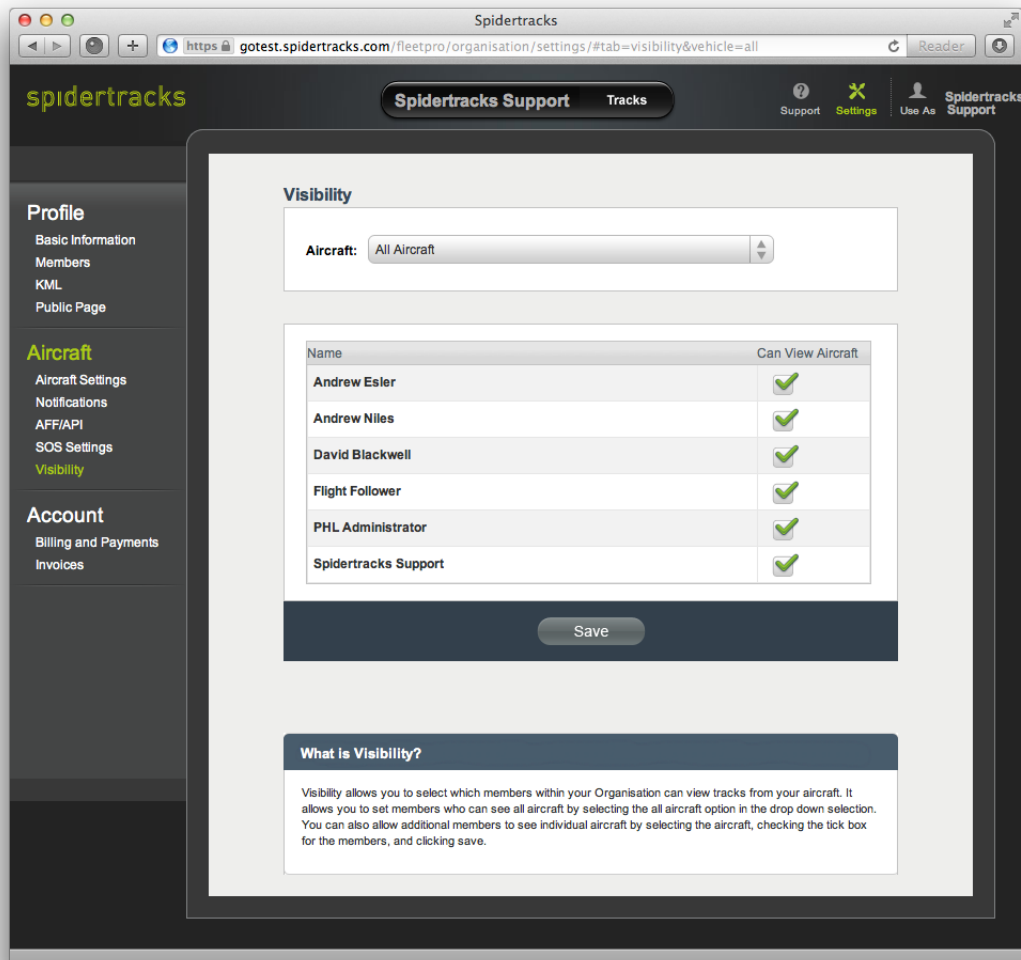 Spidertracks
https gotest.spidertracks.com/fleetpro/organisation/settings/#tab=visibility&vehicle=all
Reader
spidertracks
Spidertracks Support Tracks
Support Settings Use As Spidertracks Support
Visibility
Profile
Basic Information
Members
KML
Public Page
Aircraft
Aircraft Settings
Notifications
AFF/API
SOS Settings
Visibility
Account
Billing and Payments
Invoices
Aircraft: All Aircraft
Name Can View Aircraft
Andrew Esler
Andrew Niles
David Blackwell
Flight Follower
PHL Administrator
Spidertracks Support
Save
What is Visibility?
Visibility allows you to select which members within your Organisation can view tracks from your aircraft. It
allows you to set members who can see all aircraft by selecting the all aircraft option in the drop down selection.
You can also allow additional members to see individual aircraft by selecting the aircraft, checking the tick box
for the members, and clicking save.